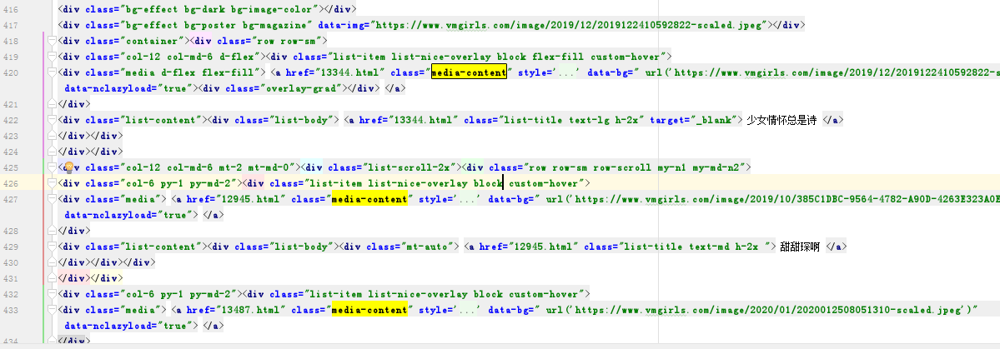 416 <div class="bg-effect bg-dark bg-image-color"></div>
417 <div class="bg-effect bg-poster bg-magazine" data-img="https://www.vmgirls.com/image/2019/12/2019122410592822-scaled.jpeg"></div>
418 <div class="container"><div class="row row-sm">
419 <div class="col-12 col-md-6 d-flex"><div class="list-item list-nice-overlay block flex-fill custom-hover">
420 <div class="media d-flex flex-fill"> <a href="13344.html" class="media-content" style='...' data-bg=" url('https://www.vmgirls.com/image/2019/12/2019122410592822-s
data-nclazyload="true"><div class="overlay-grad"></div> </a>
421 </div>
422 <div class="list-content"><div class="list-body"> <a href="13344.html" class="list-title text-lg h-2x" target="_blank"> 少女情怀总是诗 </a>
423 </div></div>
424 </div></div>
425 <div class="col-12 col-md-6 mt-2 mt-md-0"><div class="list-scroll-2x"><div class="row row-sm row-scroll my-n1 my-md-n2">
426 <div class="col-6 py-1 py-md-2"><div class="list-item list-nice-overlay block custom-hover">
427 <div class="media"> <a href="12945.html" class="media-content" style='...' data-bg=" url('https://www.vmgirls.com/image/2019/10/385C1DBC-9564-4782-A90D-4263E323A0E
data-nclazyload="true"> </a>
428 </div>
429 <div class="list-content"><div class="list-body"><div class="mt-auto"> <a href="12945.html" class="list-title text-md h-2x "> 甜甜琛啊 </a>
430 </div></div></div>
431 </div></div>
432 <div class="col-6 py-1 py-md-2"><div class="list-item list-nice-overlay block custom-hover">
433 <div class="media"> <a href="13487.html" class="media-content" style='...' data-bg=" url('https://www.vmgirls.com/image/2020/01/2020012508051310-scaled.jpeg')"
data-nclazyload="true"> </a>
434 </div>